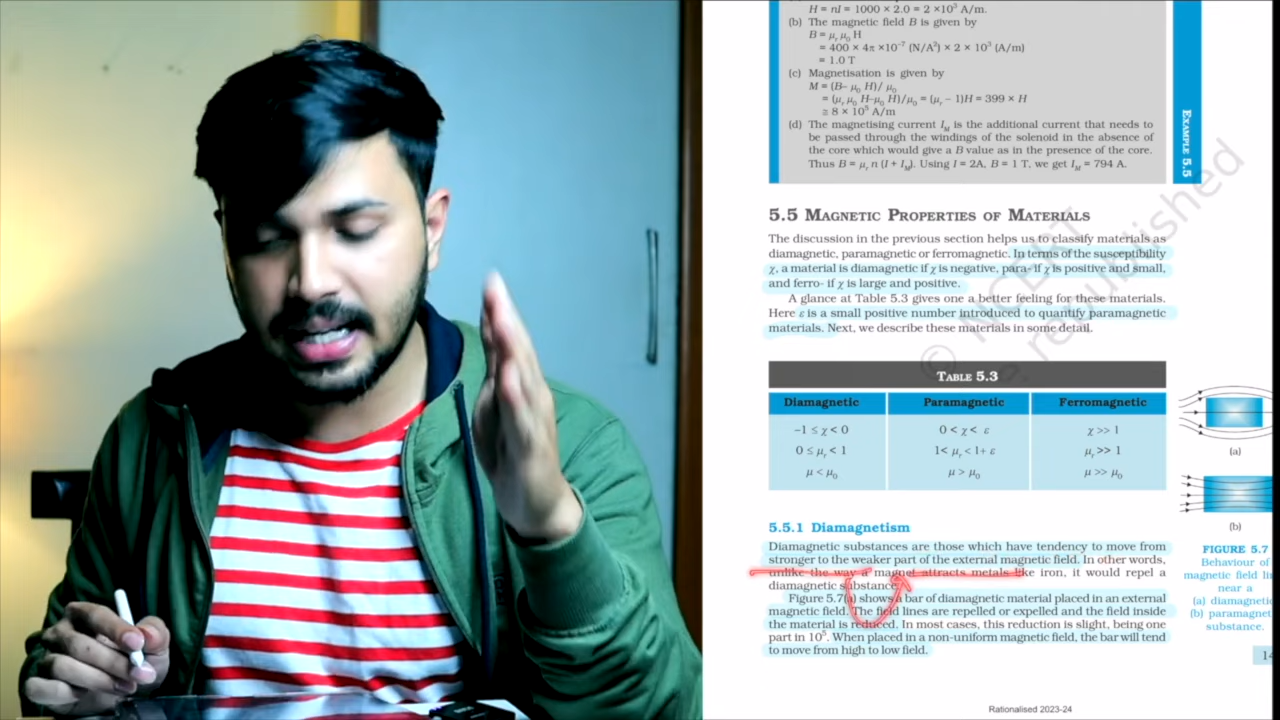 H = nI = 1000 × 2.0 = 2 ×10³ A/m.
(b) The magnetic field B is given by
B = μᵣ μ₀ H
= 400 × 4π ×10⁻⁷ (N/A²) × 2 × 10³ (A/m)
= 1.0 T
(c) Magnetisation is given by
M = (B– μ₀ H)/ μ₀
= (μᵣ μ₀ H–μ₀ H)/μ₀ = (μᵣ – 1)H = 399 × H
≅ 8 × 10⁵ A/m
(d) The magnetising current I_M is the additional current that needs to
be passed through the windings of the solenoid in the absence of
the core which would give a B value as in the presence of the core.
Thus B = μᵣ n (I + I_M). Using I = 2A, B = 1 T, we get I_M = 794 A.
EXAMPLE 5.5
5.5 MAGNETIC PROPERTIES OF MATERIALS
The discussion in the previous section helps us to classify materials as
diamagnetic, paramagnetic or ferromagnetic. In terms of the susceptibility
χ, a material is diamagnetic if χ is negative, para- if χ is positive and small,
and ferro- if χ is large and positive.
A glance at Table 5.3 gives one a better feeling for these materials.
Here ε is a small positive number introduced to quantify paramagnetic
materials. Next, we describe these materials in some detail.
© NCERT
republished
TABLE 5.3
Diamagnetic Paramagnetic Ferromagnetic
–1 ≤ χ < 0 0 < χ < ε χ >> 1
0 ≤ μᵣ < 1 1< μᵣ < 1+ ε μᵣ >> 1
μ < μ₀ μ > μ₀ μ >> μ₀
(a)
(b)
5.5.1 Diamagnetism
Diamagnetic substances are those which have tendency to move from
stronger to the weaker part of the external magnetic field. In other words,
unlike the way a magnet attracts metals like iron, it would repel a
diamagnetic substance.
Figure 5.7(a) shows a bar of diamagnetic material placed in an external
magnetic field. The field lines are repelled or expelled and the field inside
the material is reduced. In most cases, this reduction is slight, being one
part in 10⁵. When placed in a non-uniform magnetic field, the bar will tend
to move from high to low field.
FIGURE 5.7
Behaviour of
magnetic field lin
near a
(a) diamagnetic
(b) paramagnet
substance.
14
Rationalised 2023-24